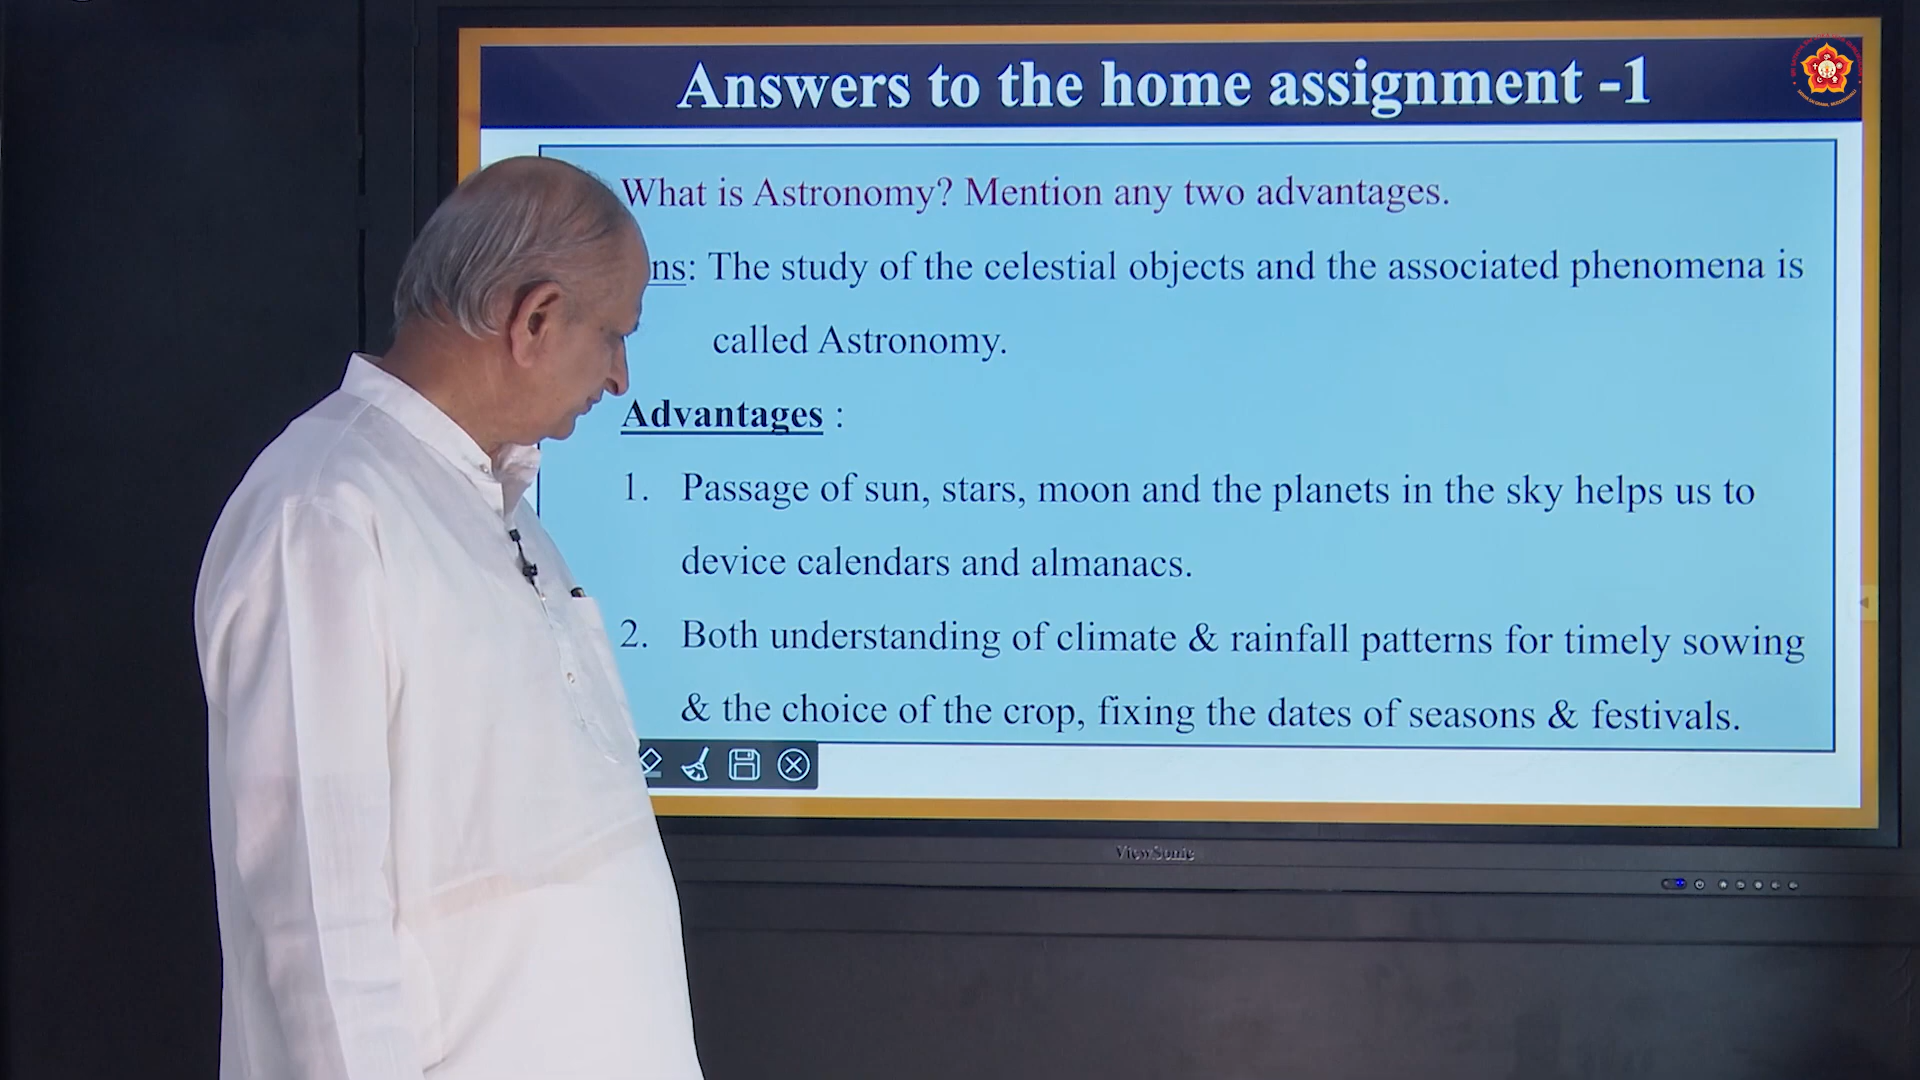 Answers to the home assignment -1
What is Astronomy? Mention any two advantages.
ns: The study of the celestial objects and the associated phenomena is
called Astronomy.
Advantages :
1. Passage of sun, stars, moon and the planets in the sky helps us to
device calendars and almanacs.
2. Both understanding of climate & rainfall patterns for timely sowing
& the choice of the crop, fixing the dates of seasons & festivals.
ViewSonic